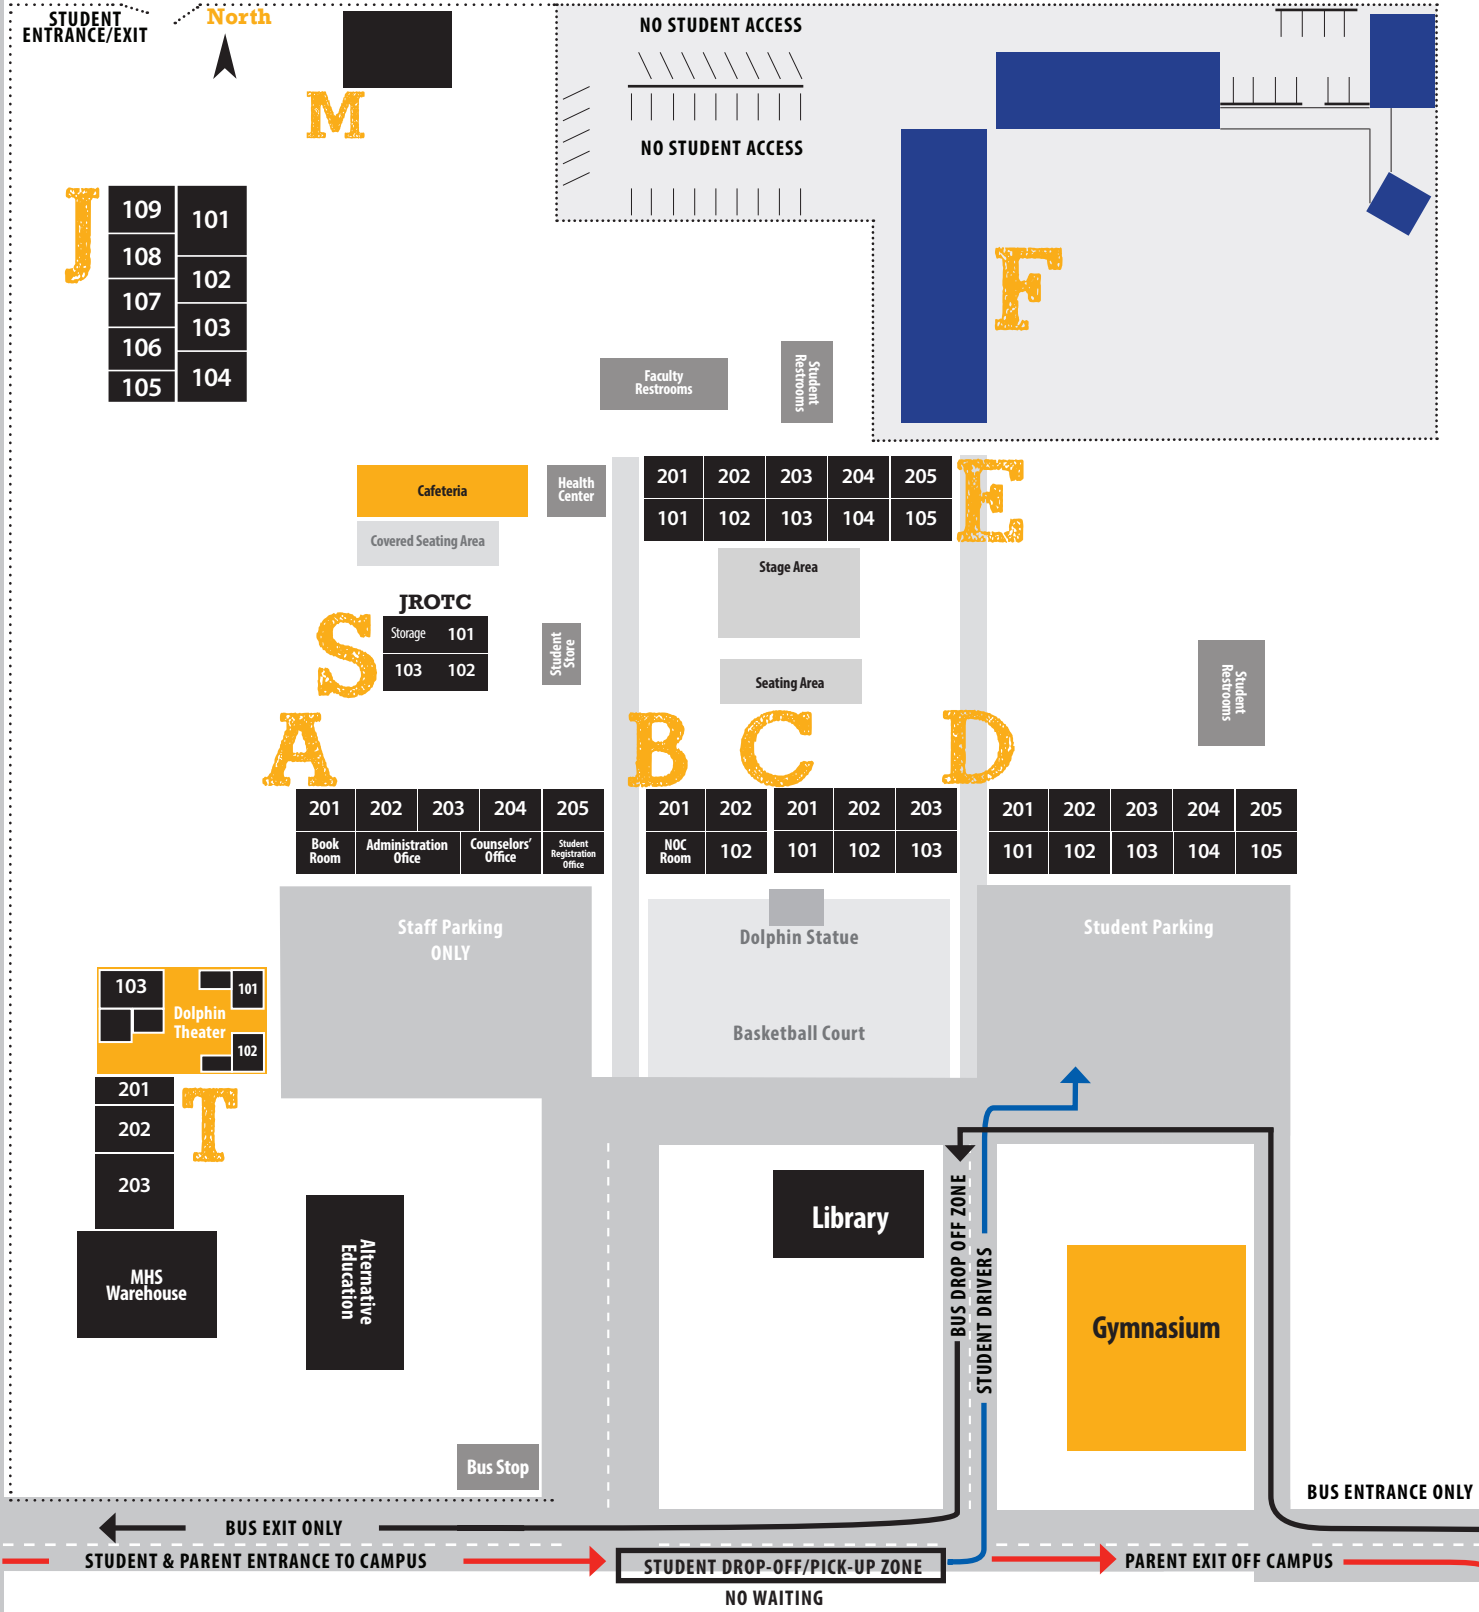 STUDENT
ENTRANCE/EXIT
North
NO STUDENT ACCESS
NO STUDENT ACCESS
M
J
109
108
107
106
105
101
102
103
104
F
Faculty
Restrooms
Student
Restrooms
Cafeteria
Covered Seating Area
Health
Center
201 202 203 204 205
101 102 103 104 105
E
Stage Area
Seating Area
JROTC
S
Storage 101
103 102
Student
Store
Student
Restrooms
A
B
C
D
201 202 203 204 205
Book
Room
Administration
Ofice
Counselors'
Office
Student
Registration
Office
201 202
NOC
Room
102
201 202 203
101 102 103
201 202 203 204 205
101 102 103 104 105
Staff Parking
ONLY
Dolphin Statue
Basketball Court
Student Parking
103
Dolphin
Theater
101
102
201
202
203
T
MHS
Warehouse
Alternative
Education
Library
BUS DROP OFF ZONE
STUDENT DRIVERS
Gymnasium
Bus Stop
BUS ENTRANCE ONLY
BUS EXIT ONLY
STUDENT & PARENT ENTRANCE TO CAMPUS
STUDENT DROP-OFF/PICK-UP ZONE
PARENT EXIT OFF CAMPUS
NO WAITING